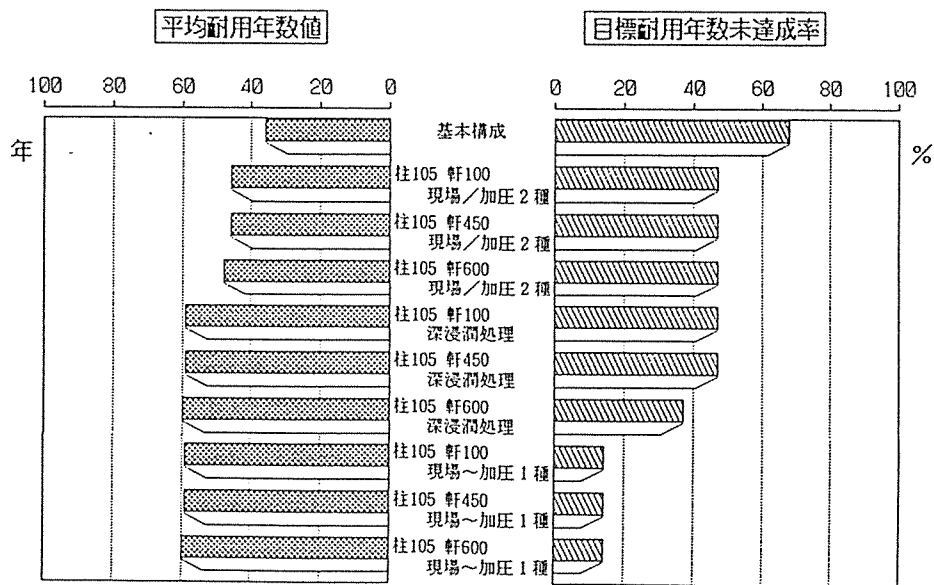 平均耐用年数値
目標耐用年数未達成率
100 80 60 40 20 0
0 20 40 60 80 100
年
%
基本構成
柱105 軒100
現場/加圧2種
柱105 軒450
現場/加圧2種
柱105 軒600
現場/加圧2種
柱105 軒100
深浸潤処理
柱105 軒450
深浸潤処理
柱105 軒600
深浸潤処理
柱105 軒100
現場~加圧1種
柱105 軒450
現場~加圧1種
柱105 軒600
現場~加圧1種